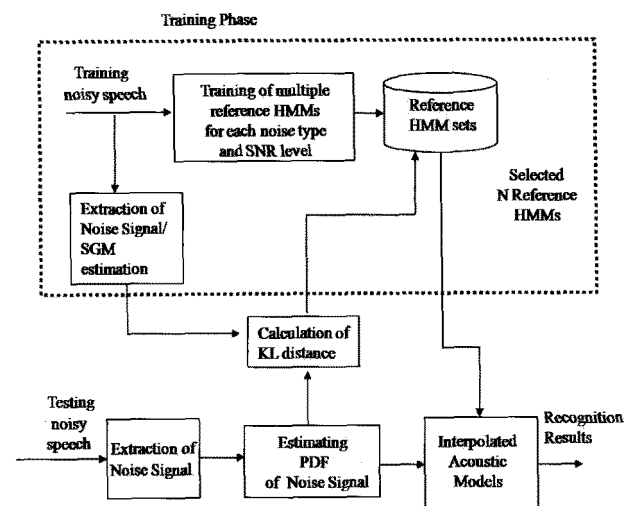 Training Phase
Training
noisy speech
Training of multiple
reference HMMs
for each noise type
and SNR level
Reference
HMM sets
Selected
N Reference
HMMs
Extraction of
Noise Signal/
SGM
estimation
Calculation of
KL distance
Testing
noisy
speech
Extraction of
Noise Signal
Estimating
PDF
of Noise Signal
Interpolated
Acoustic
Models
Recognition
Results